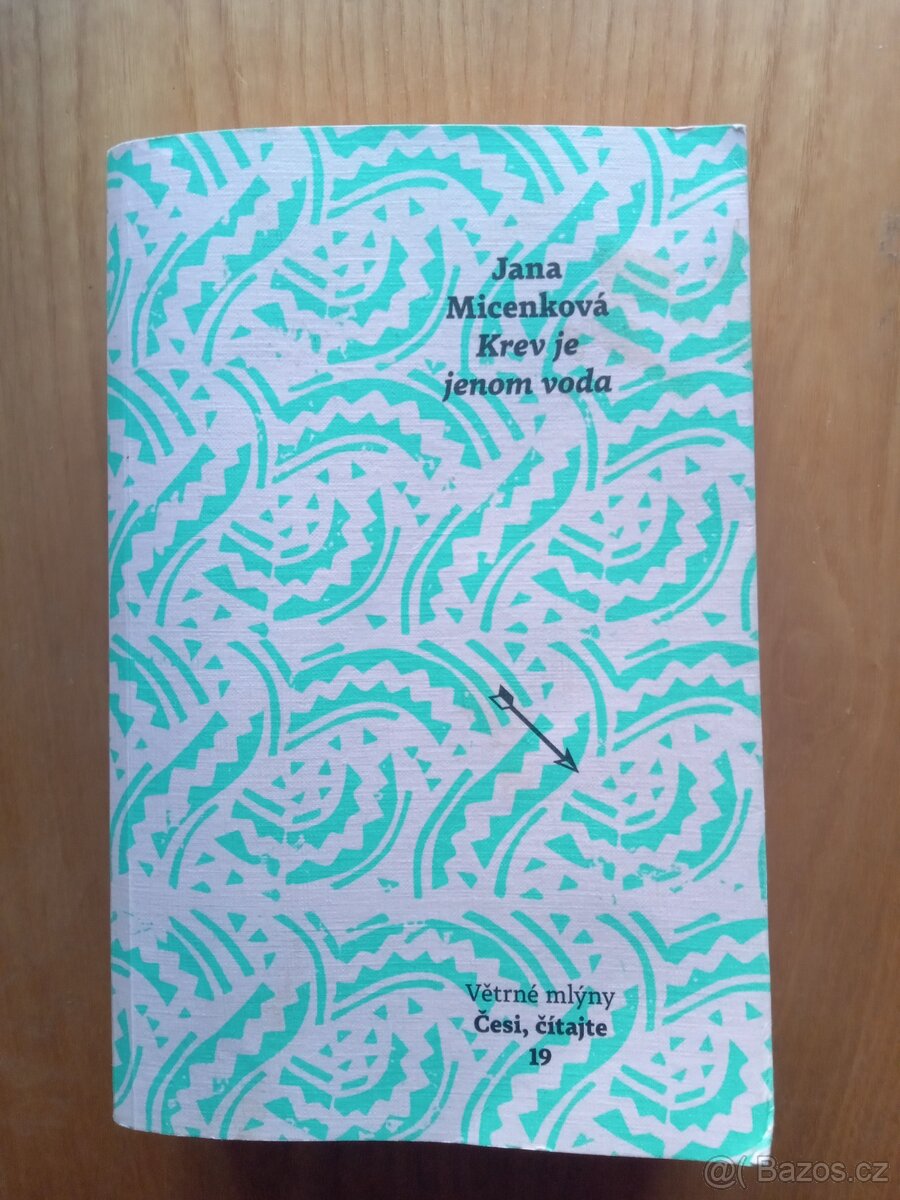 Jana
Micenková
Krev je
jenom voda
Větrné mlýny
Česi, čítajte
19
@( Bazos.cz